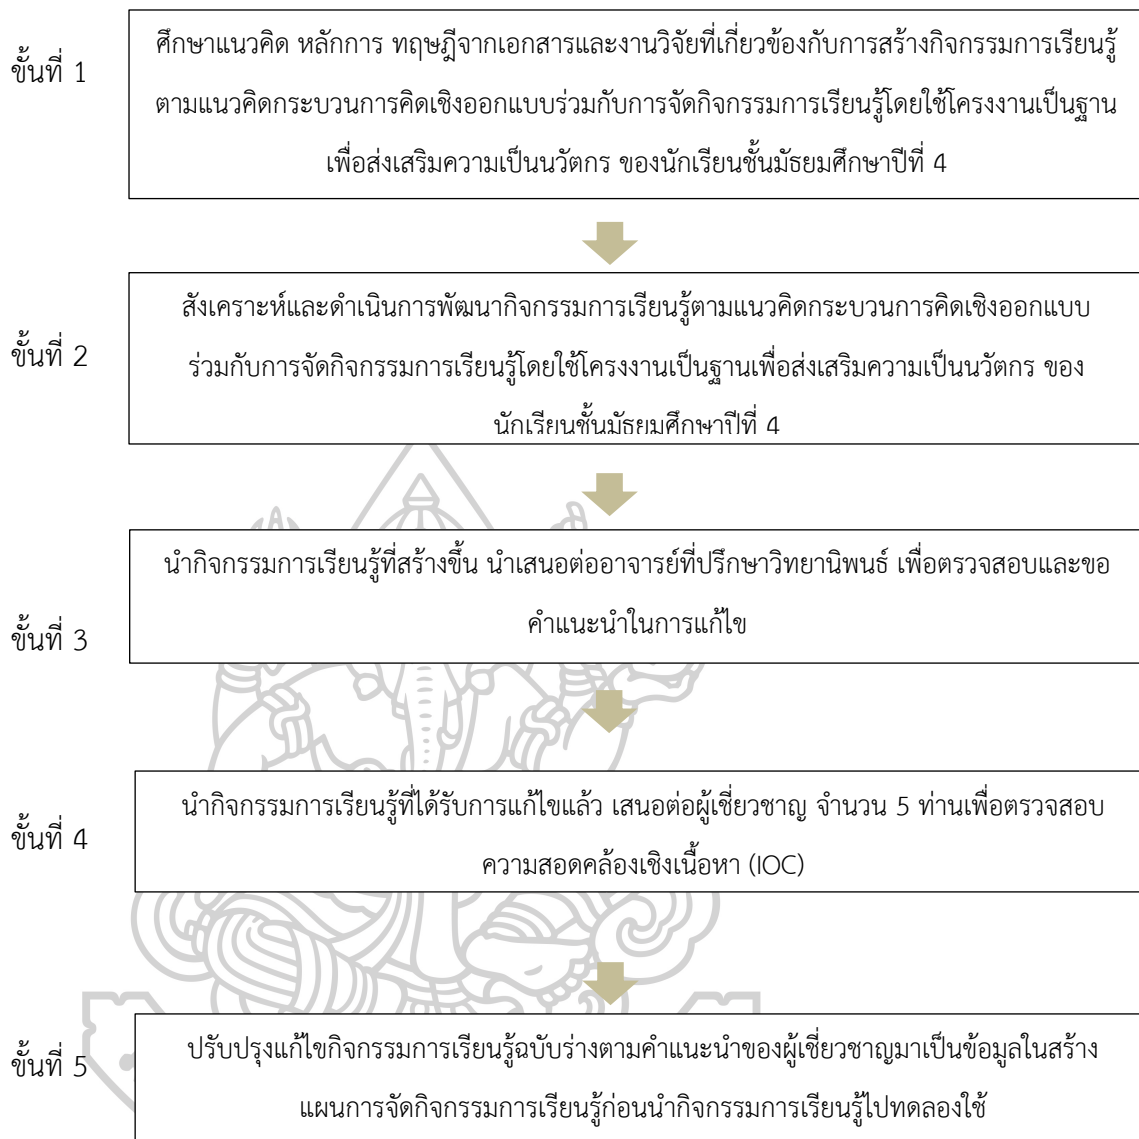 ขั้นที่ 1
ศึกษาแนวคิด หลักการ ทฤษฎีจากเอกสารและงานวิจัยที่เกี่ยวข้องกับการสร้างกิจกรรมการเรียนรู้
ตามแนวคิดกระบวนการคิดเชิงออกแบบร่วมกับการจัดกิจกรรมการเรียนรู้โดยใช้โครงงานเป็นฐาน
เพื่อส่งเสริมความเป็นนวัตกร ของนักเรียนชั้นมัธยมศึกษาปีที่ 4
ขั้นที่ 2
สังเคราะห์และดำเนินการพัฒนากิจกรรมการเรียนรู้ตามแนวคิดกระบวนการคิดเชิงออกแบบ
ร่วมกับการจัดกิจกรรมการเรียนรู้โดยใช้โครงงานเป็นฐานเพื่อส่งเสริมความเป็นนวัตกร ของ
นักเรียนชั้นมัธยมศึกษาปีที่ 4
ขั้นที่ 3
นำกิจกรรมการเรียนรู้ที่สร้างขึ้น นำเสนอต่ออาจารย์ที่ปรึกษาวิทยานิพนธ์ เพื่อตรวจสอบและขอ
คำแนะนำในการแก้ไข
ขั้นที่ 4
นำกิจกรรมการเรียนรู้ที่ได้รับการแก้ไขแล้ว เสนอต่อผู้เชี่ยวชาญ จำนวน 5 ท่านเพื่อตรวจสอบ
ความสอดคล้องเชิงเนื้อหา (IOC)
ขั้นที่ 5
ปรับปรุงแก้ไขกิจกรรมการเรียนรู้ฉบับร่างตามคำแนะนำของผู้เชี่ยวชาญมาเป็นข้อมูลในสร้าง
แผนการจัดกิจกรรมการเรียนรู้ก่อนนำกิจกรรมการเรียนรู้ไปทดลองใช้